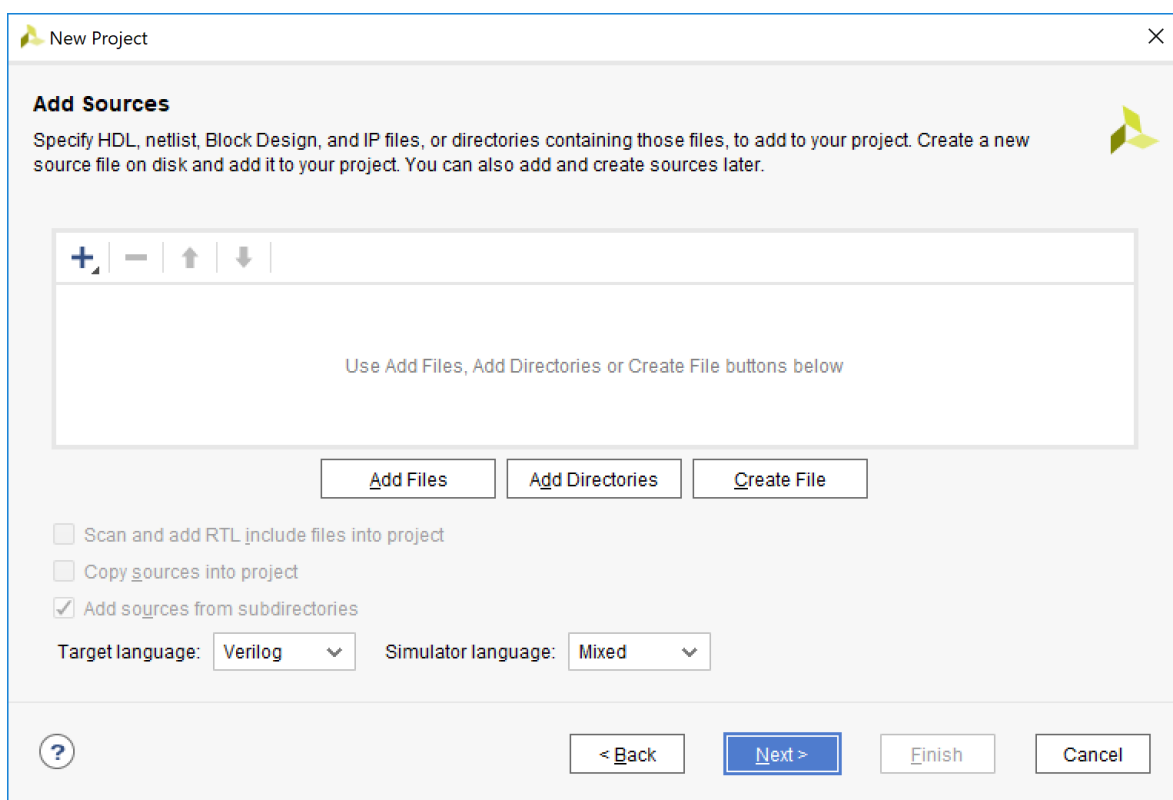 New Project
Add Sources
Specify HDL, netlist, Block Design, and IP files, or directories containing those files, to add to your project. Create a new
source file on disk and add it to your project. You can also add and create sources later.
Use Add Files, Add Directories or Create File buttons below
Add Files Add Directories Create File
Scan and add RTL include files into project
Copy sources into project
Add sources from subdirectories
Target language: Verilog Simulator language: Mixed
? < Back Next > Finish Cancel